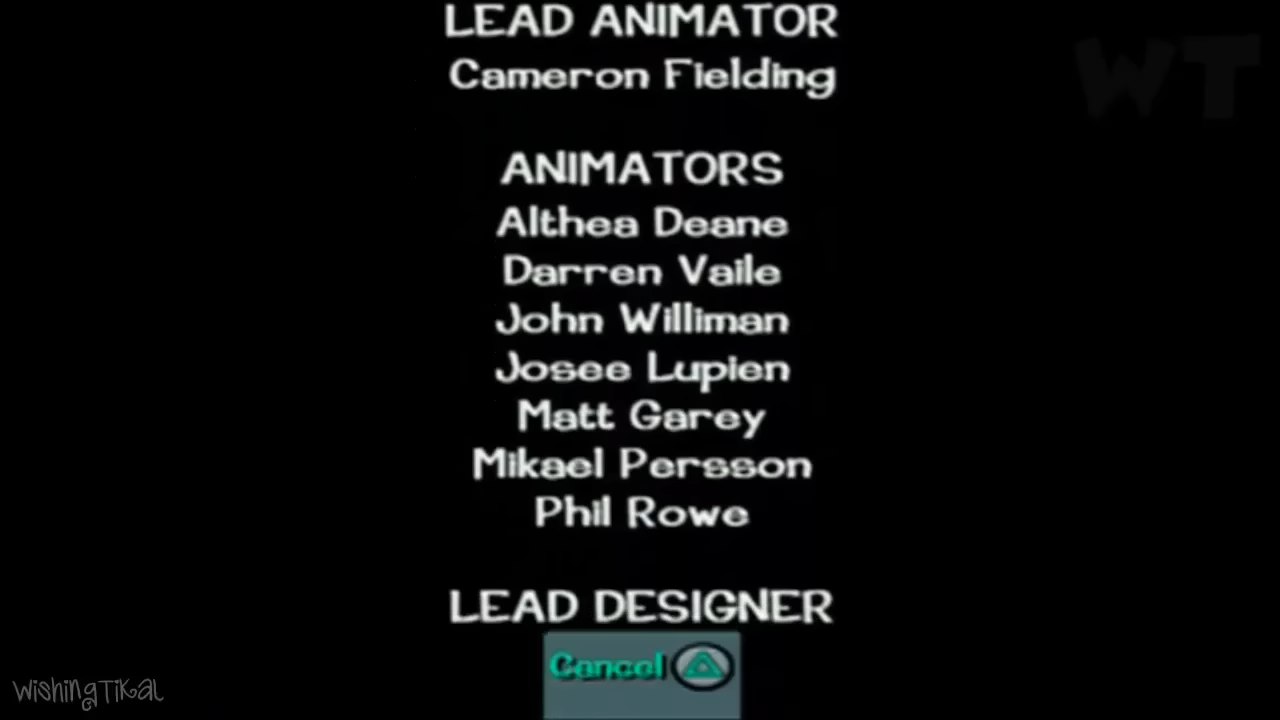 LEAD ANIMATOR
WT
Cameron Fielding
ANIMATORS
Althea Deane
Darren Vaile
John Williman
Josee Lupien
Matt Garey
Mikael Persson
Phil Rowe
LEAD DESIGNER
Cancel
WishingTikal